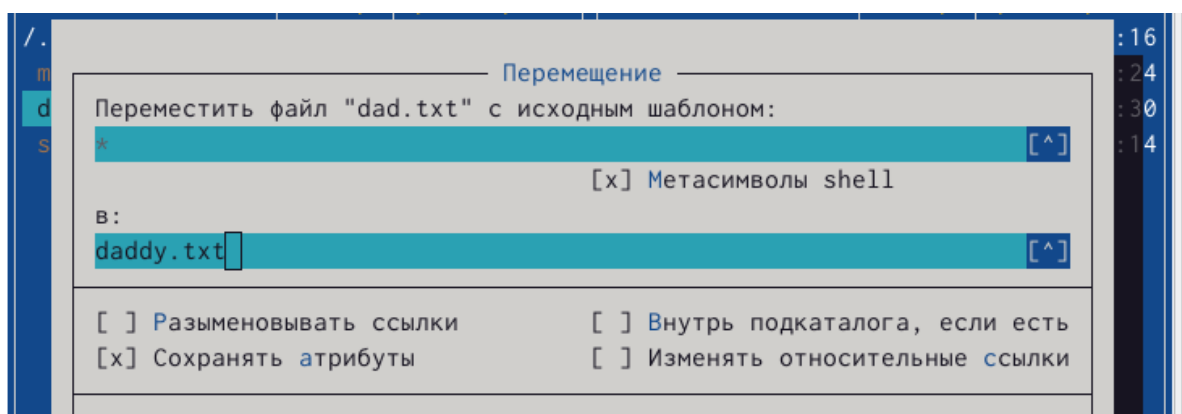 /. :16
m Перемещение :24
d Переместить файл "dad.txt" с исходным шаблоном: :30
s * [^] :14
[x] Метасимволы shell
в:
daddy.txt [^]
[ ] Разыменовывать ссылки [ ] Внутрь подкаталога, если есть
[x] Сохранять атрибуты [ ] Изменять относительные ссылки